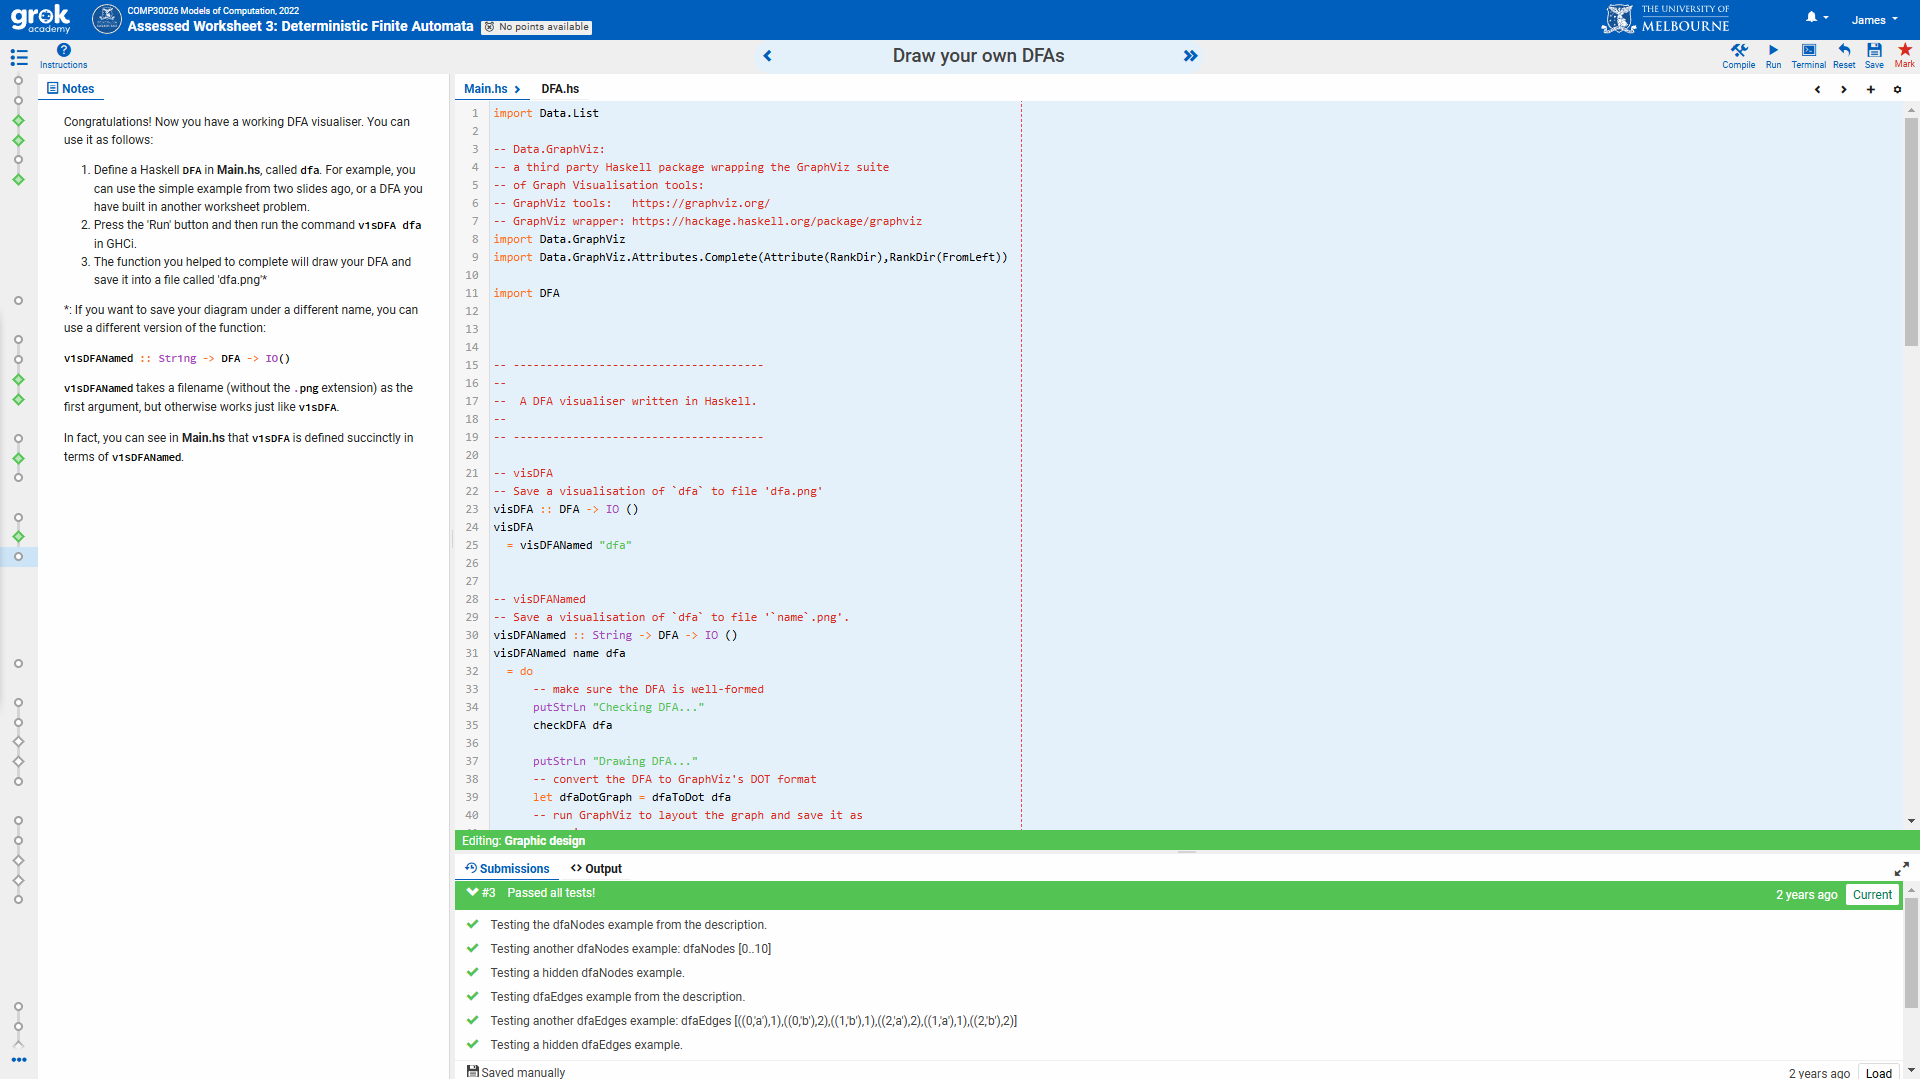 grok academy
COMP30026 Models of Computation, 2022
Assessed Worksheet 3: Deterministic Finite Automata
No points available
THE UNIVERSITY OF
MELBOURNE
James
Instructions
Draw your own DFAs
Compile Run Terminal Reset Save Mark
Notes
Congratulations! Now you have a working DFA visualiser. You can
use it as follows:
1. Define a Haskell DFA in Main.hs, called dfa. For example, you
can use the simple example from two slides ago, or a DFA you
have built in another worksheet problem.
2. Press the 'Run' button and then run the command visDFA dfa
in GHCi.
3. The function you helped to complete will draw your DFA and
save it into a file called 'dfa.png'*
*: If you want to save your diagram under a different name, you can
use a different version of the function:
visDFANamed :: String -> DFA -> IO()
visDFANamed takes a filename (without the .png extension) as the
first argument, but otherwise works just like visDFA.
In fact, you can see in Main.hs that visDFA is defined succinctly in
terms of visDFANamed.
Main.hs DFA.hs
1 import Data.List
2
3 -- Data.GraphViz:
4 -- a third party Haskell package wrapping the GraphViz suite
5 -- of Graph Visualisation tools:
6 -- GraphViz tools:   https://graphviz.org/
7 -- GraphViz wrapper: https://hackage.haskell.org/package/graphviz
8 import Data.GraphViz
9 import Data.GraphViz.Attributes.Complete(Attribute(RankDir),RankDir(FromLeft))
10
11 import DFA
12
13
14
15 -- --------------------------------------
16 --
17 --  A DFA visualiser written in Haskell.
18 --
19 -- --------------------------------------
20
21 -- visDFA
22 -- Save a visualisation of `dfa` to file 'dfa.png'
23 visDFA :: DFA -> IO ()
24 visDFA
25   = visDFANamed "dfa"
26
27
28 -- visDFANamed
29 -- Save a visualisation of `dfa` to file '`name`.png'.
30 visDFANamed :: String -> DFA -> IO ()
31 visDFANamed name dfa
32   = do
33       -- make sure the DFA is well-formed
34       putStrLn "Checking DFA..."
35       checkDFA dfa
36
37       putStrLn "Drawing DFA..."
38       -- convert the DFA to GraphViz's DOT format
39       let dfaDotGraph = dfaToDot dfa
40       -- run GraphViz to layout the graph and save it as
Editing: Graphic design
Submissions <> Output
#3 Passed all tests! 2 years ago Current
Testing the dfaNodes example from the description.
Testing another dfaNodes example: dfaNodes [0..10]
Testing a hidden dfaNodes example.
Testing dfaEdges example from the description.
Testing another dfaEdges example: dfaEdges [((0,'a'),1),((0,'b'),2),((1,'b'),1),((2,'a'),2),((1,'a'),1),((2,'b'),2)]
Testing a hidden dfaEdges example.
Saved manually 2 years ago Load